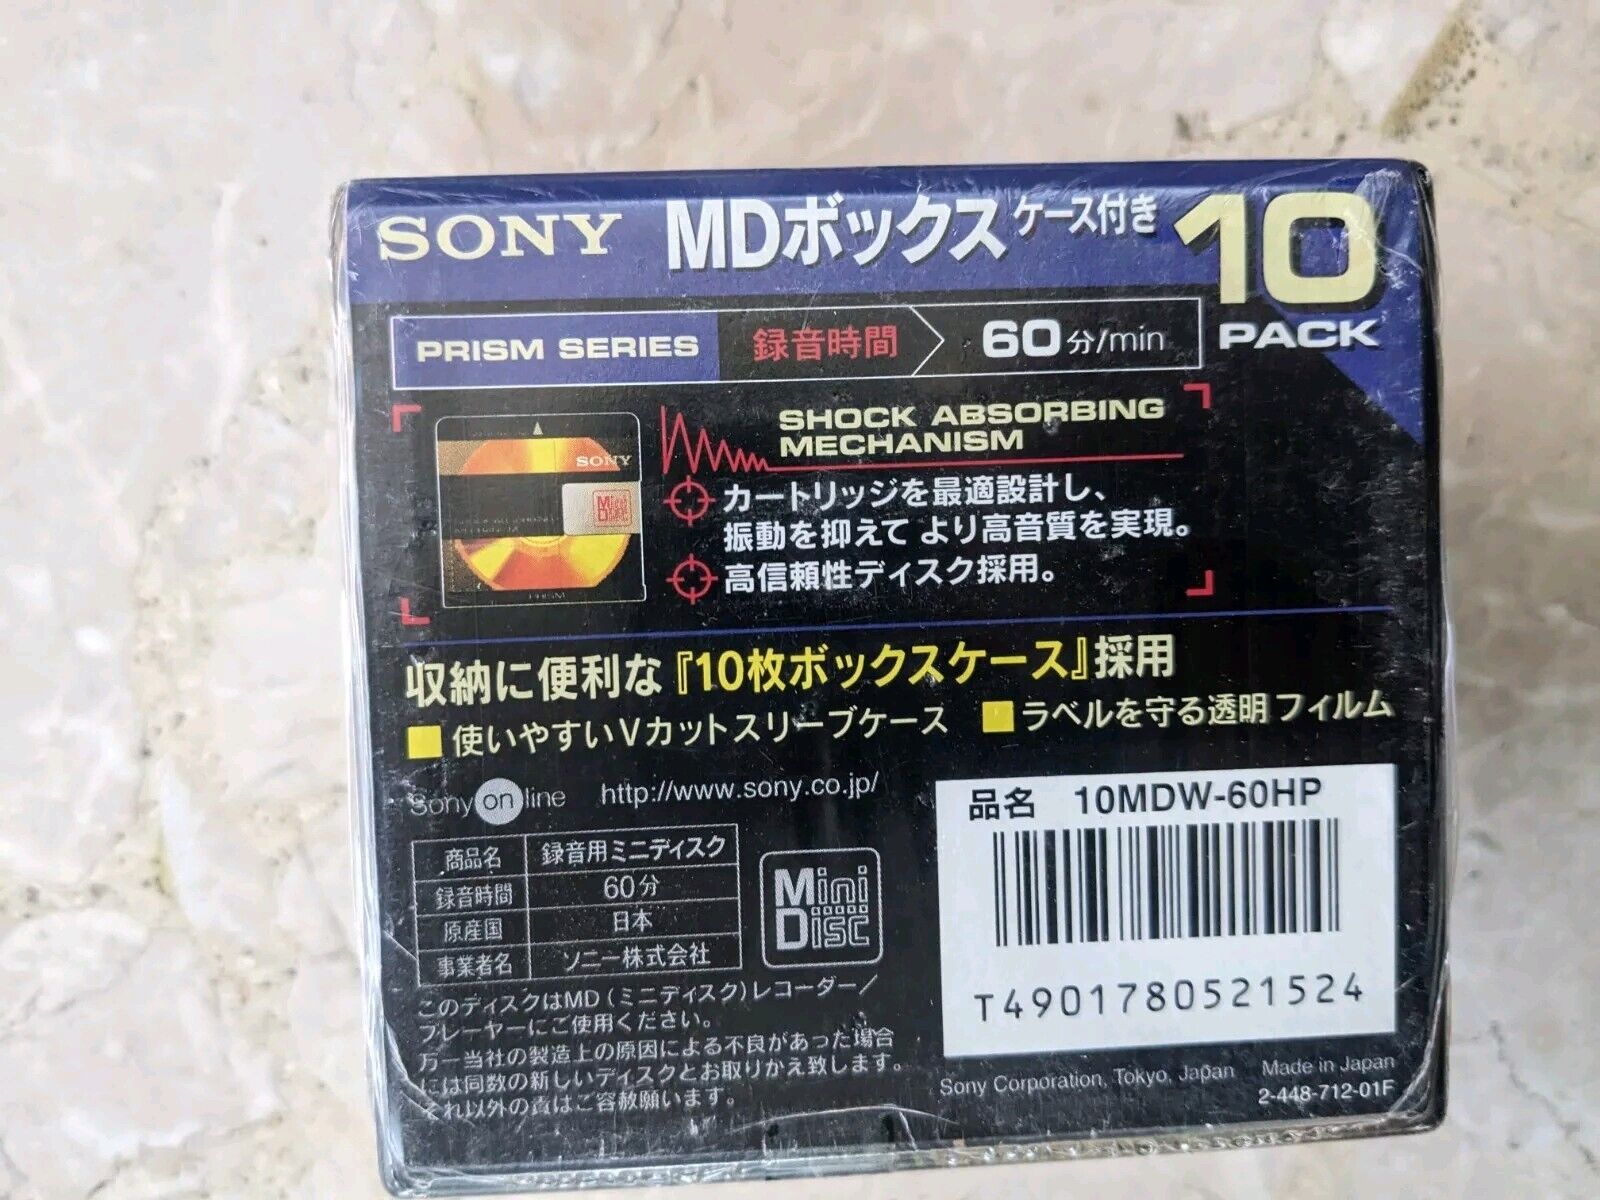 SONY MDボックス ケース付き 10
PACK
PRISM SERIES 録音時間 60分/min
SHOCK ABSORBING
MECHANISM
SONY
Mini
Disc
PRISM
カートリッジを最適設計し、
振動を抑えて より高音質を実現。
高信頼性ディスク採用。
収納に便利な『10枚ボックスケース』採用
■ 使いやすいVカットスリーブケース ■ ラベルを守る透明フィルム
Sony on line http://www.sony.co.jp/
商品名 録音用ミニディスク
録音時間 60分
原産国 日本
事業者名 ソニー株式会社
Mini
Disc
このディスクはMD(ミニディスク)レコーダー/
プレーヤーにご使用ください。
万一当社の製造上の原因による不良があった場合
には同数の新しいディスクとお取りかえ致します。
それ以外の責はご容赦願います。
品名 10MDW-60HP
T4901780521524
Sony Corporation, Tokyo, Japan Made in Japan
2-448-712-01F